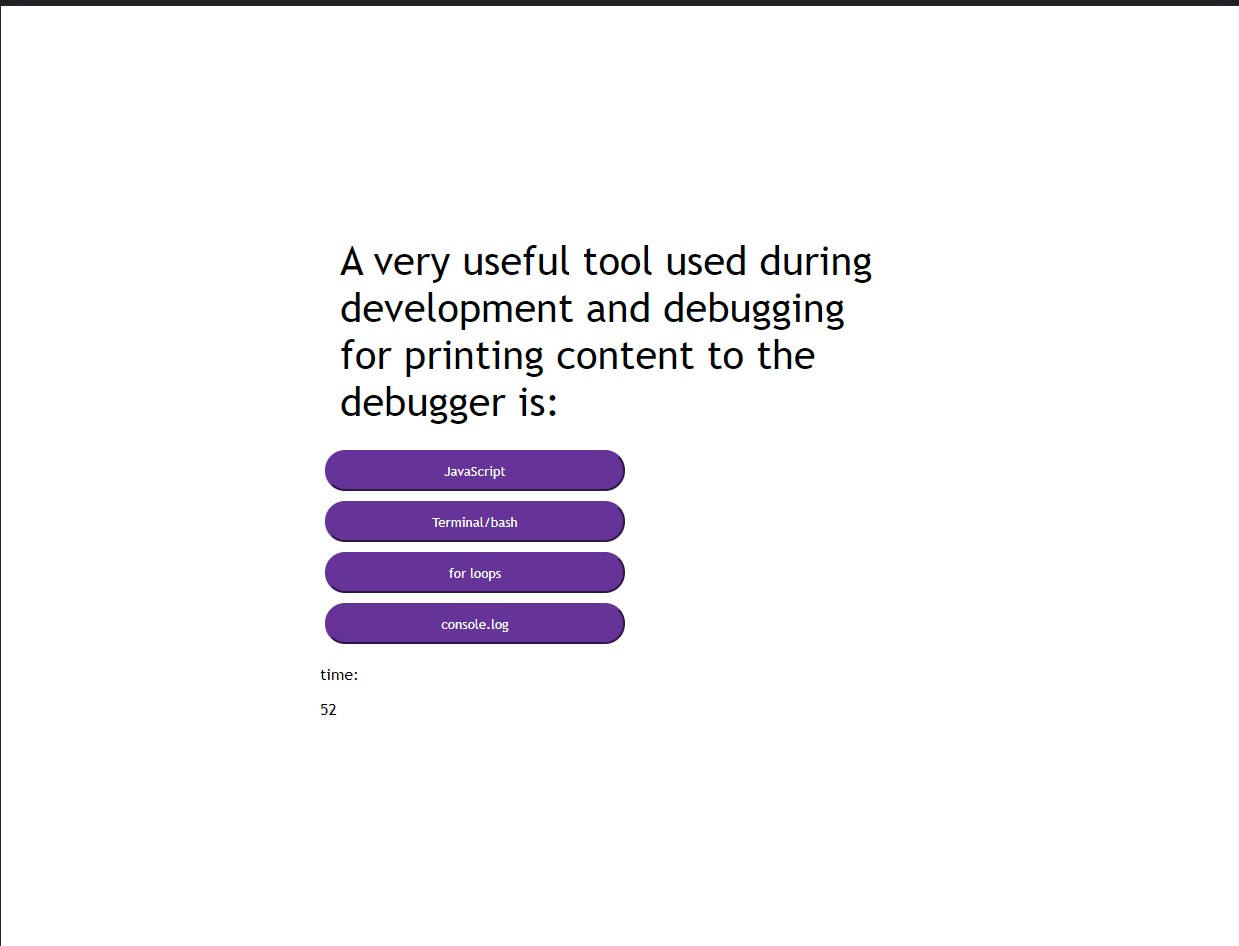 A very useful tool used during
development and debugging
for printing content to the
debugger is:
JavaScript
Terminal/bash
for loops
console.log
time:
52